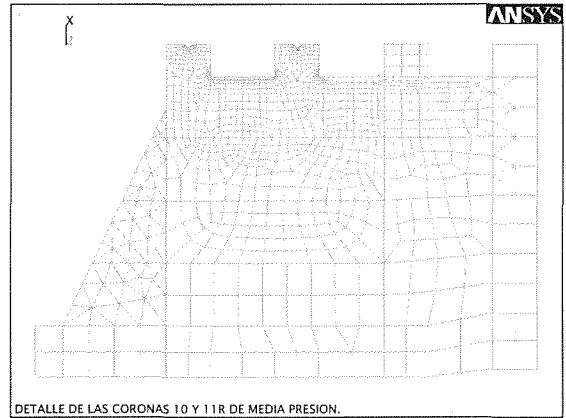 ANSYS
X
Z
DETALLE DE LAS CORONAS 10 Y 11R DE MEDIA PRESION.